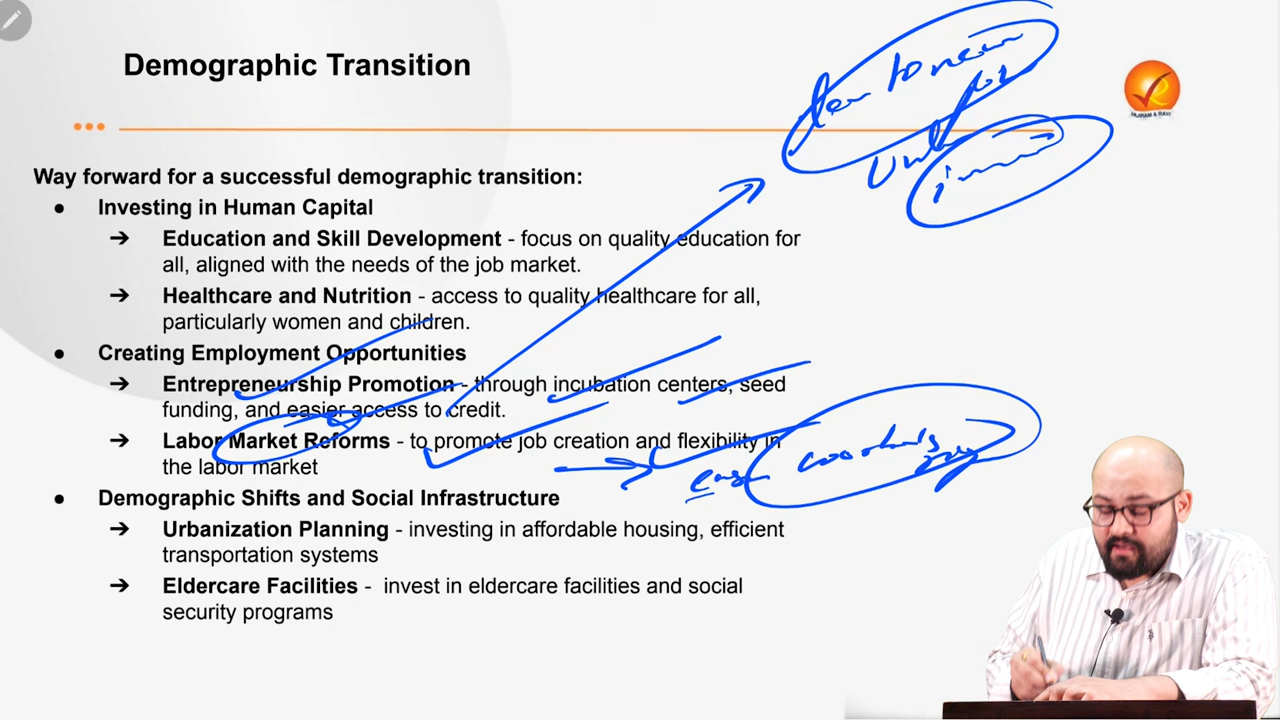 Demographic Transition
Way forward for a successful demographic transition:
● Investing in Human Capital
➔ Education and Skill Development - focus on quality education for
all, aligned with the needs of the job market.
➔ Healthcare and Nutrition - access to quality healthcare for all,
particularly women and children.
● Creating Employment Opportunities
➔ Entrepreneurship Promotion - through incubation centers, seed
funding, and easier access to credit.
➔ Labor Market Reforms - to promote job creation and flexibility in
the labor market
● Demographic Shifts and Social Infrastructure
➔ Urbanization Planning - investing in affordable housing, efficient
transportation systems
➔ Eldercare Facilities - invest in eldercare facilities and social
security programs